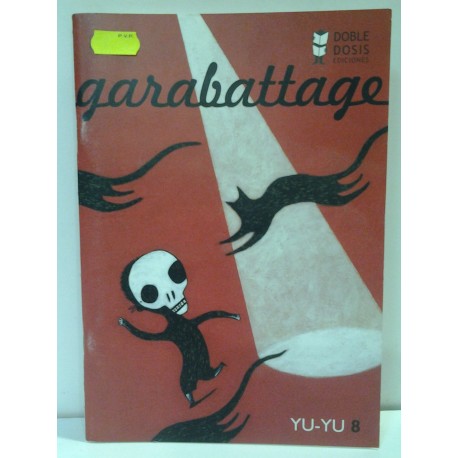 DOBLE
DOSIS
EDICIONES
garabattage
YU-YU 8